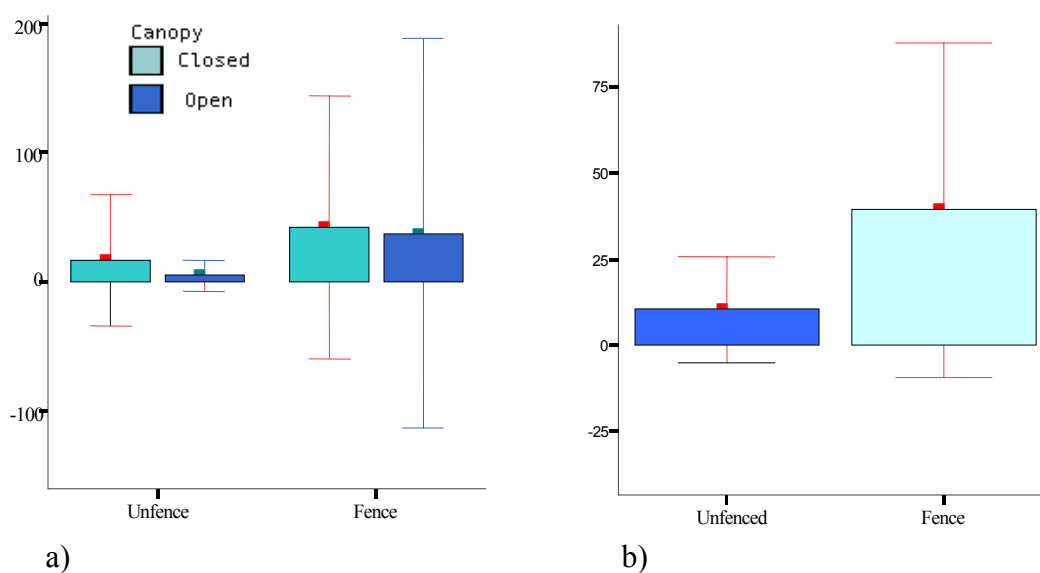 200
100
0
-100
Canopy
Closed
Open
Unfence
Fence
a)
75
50
25
0
-25
Unfenced
Fence
b)